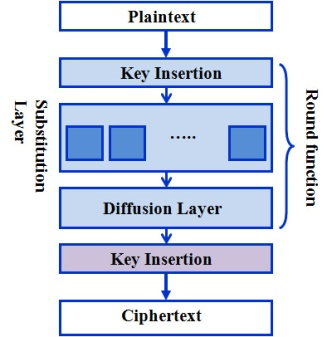 Plaintext
Key Insertion
Substitution
Layer
.....
Round function
Diffusion Layer
Key Insertion
Ciphertext